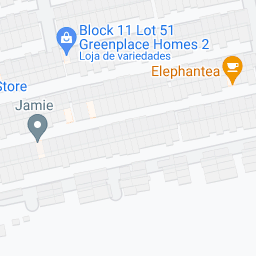 Block 11 Lot 51
Greenplace Homes 2
Loja de variedades
Elephantea
Store
Jamie